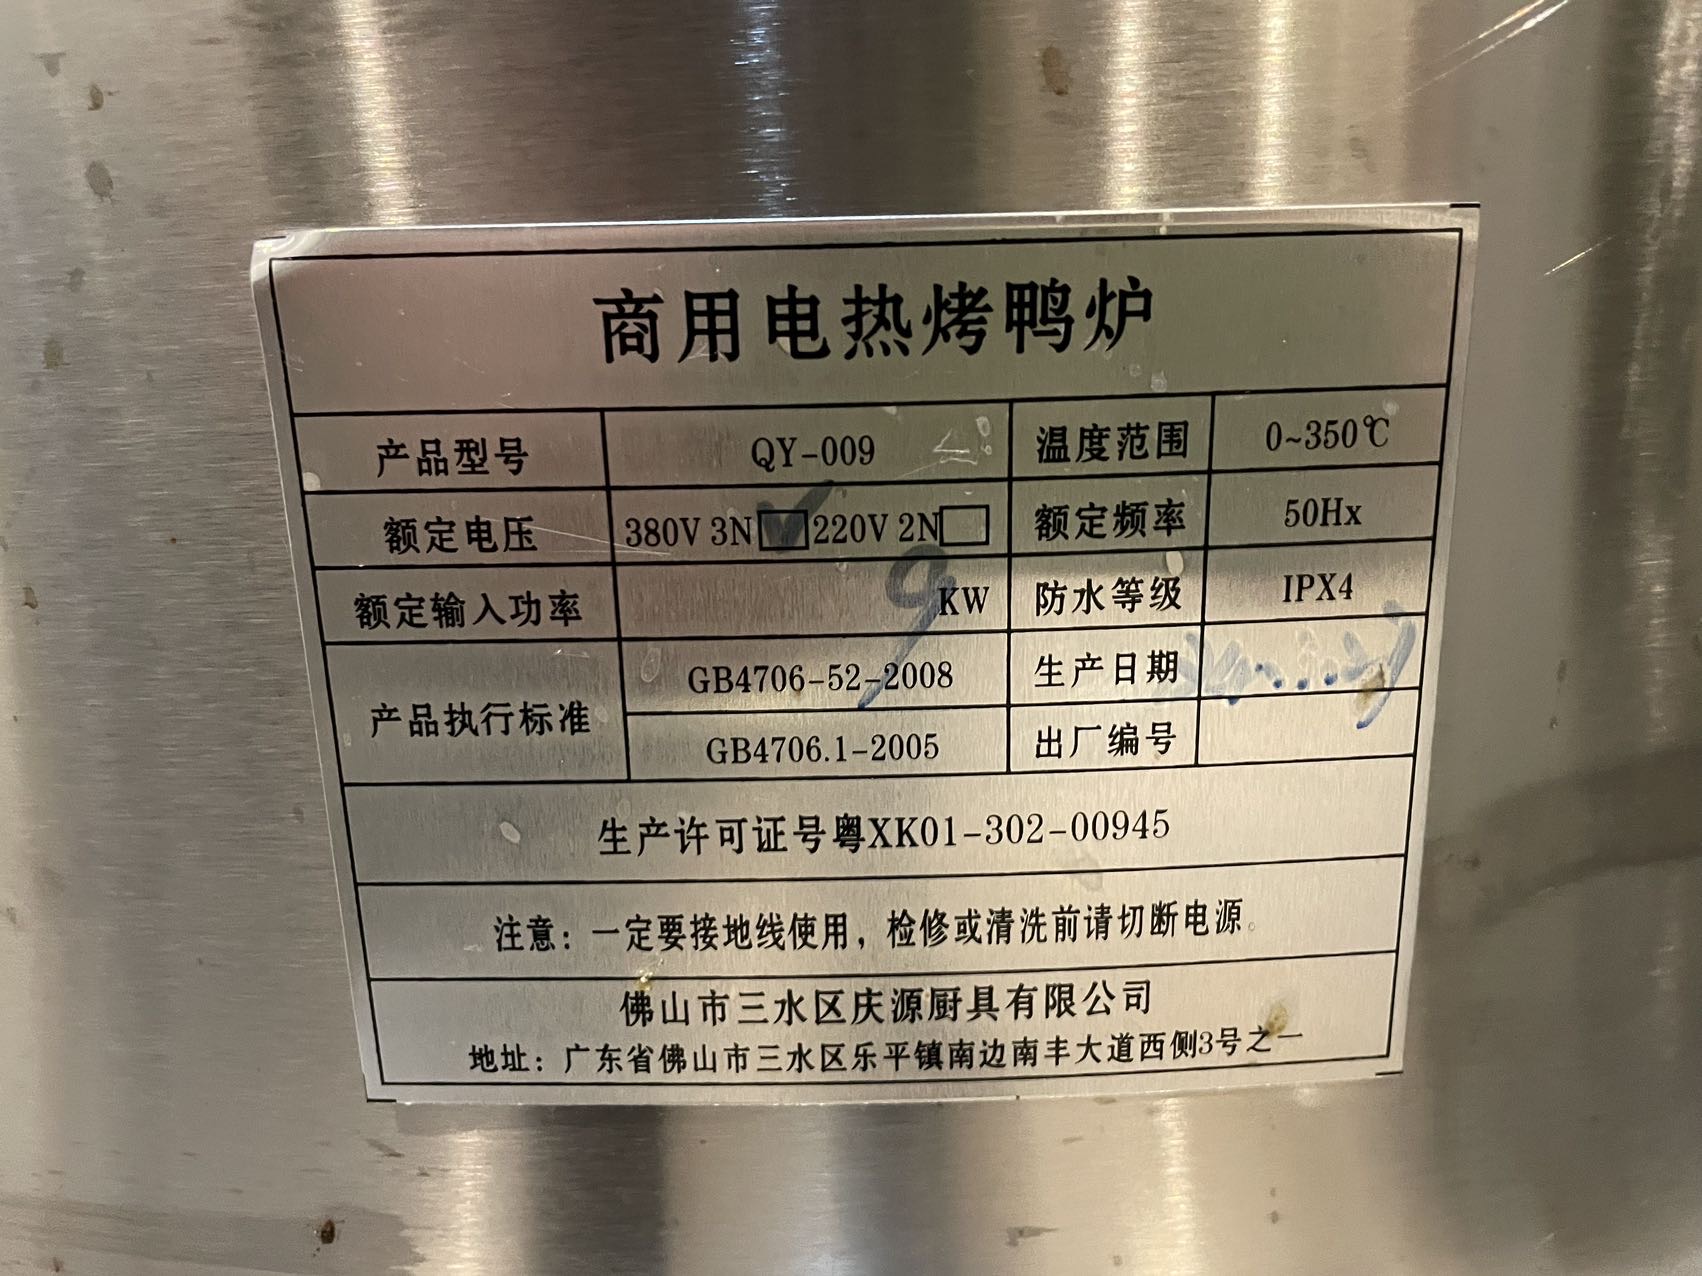 商用电热烤鸭炉
产品型号 QY-009 温度范围 0~350℃
额定电压 380V 3N 220V 2N 额定频率 50Hx
额定输入功率 9 KW 防水等级 IPX4
产品执行标准 GB4706-52-2008 生产日期
GB4706.1-2005 出厂编号
生产许可证号粤XK01-302-00945
注意：一定要接地线使用，检修或清洗前请切断电源。
佛山市三水区庆源厨具有限公司
地址：广东省佛山市三水区乐平镇南边南丰大道西侧3号之一